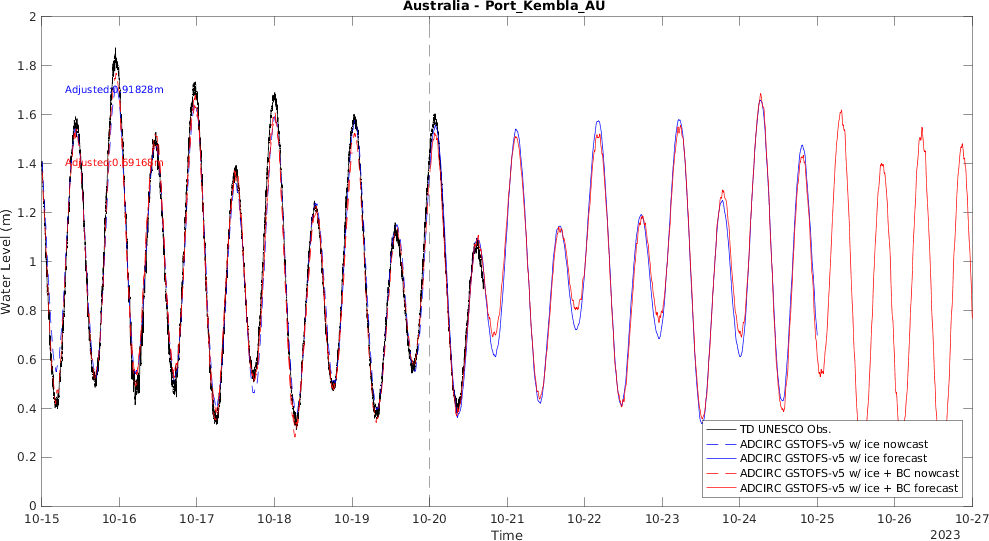 Australia - Port_Kembla_AU
2
1.8
1.6
1.4
1.2
1
0.8
0.6
0.4
0.2
0
Water Level (m)
Adjusted:0.91828m
Adjusted:0.69168m
TD UNESCO Obs.
ADCIRC GSTOFS-v5 w/ ice nowcast
ADCIRC GSTOFS-v5 w/ ice forecast
ADCIRC GSTOFS-v5 w/ ice + BC nowcast
ADCIRC GSTOFS-v5 w/ ice + BC forecast
10-15 10-16 10-17 10-18 10-19 10-20 10-21 10-22 10-23 10-24 10-25 10-26 10-27
Time
2023